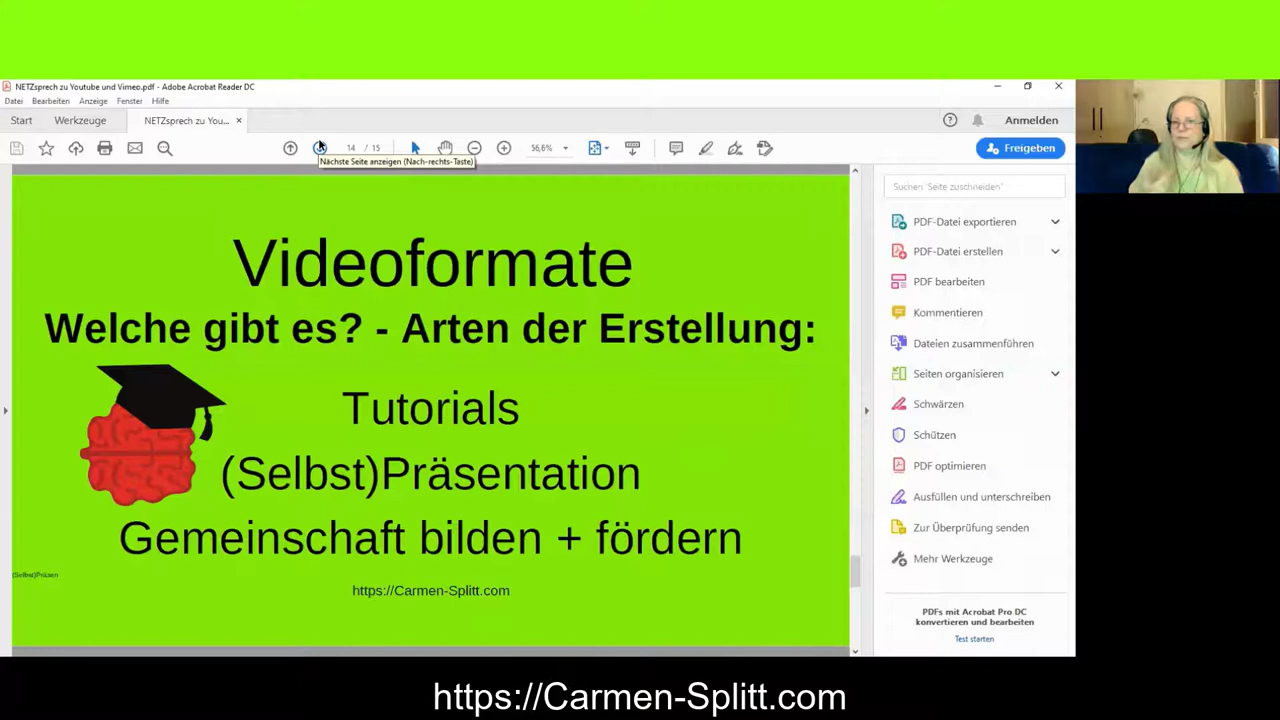 NETZsprech zu Youtube und Vimeo.pdf - Adobe Acrobat Reader DC
Datei Bearbeiten Anzeige Fenster Hilfe
Start Werkzeuge NETZsprech zu You... × Anmelden
14 / 15 56,6% Freigeben
Nächste Seite anzeigen (Nach-rechts-Taste)
Videoformate
Welche gibt es? - Arten der Erstellung:
Tutorials
(Selbst)Präsentation
Gemeinschaft bilden + fördern
(Selbst)Präsen
https://Carmen-Splitt.com
Suchen 'Seite zuschneiden"
PDF-Datei exportieren
PDF-Datei erstellen
PDF bearbeiten
Kommentieren
Dateien zusammenführen
Seiten organisieren
Schwärzen
Schützen
PDF optimieren
Ausfüllen und unterschreiben
Zur Überprüfung senden
Mehr Werkzeuge
PDFs mit Acrobat Pro DC
konvertieren und bearbeiten
Test starten
https://Carmen-Splitt.com